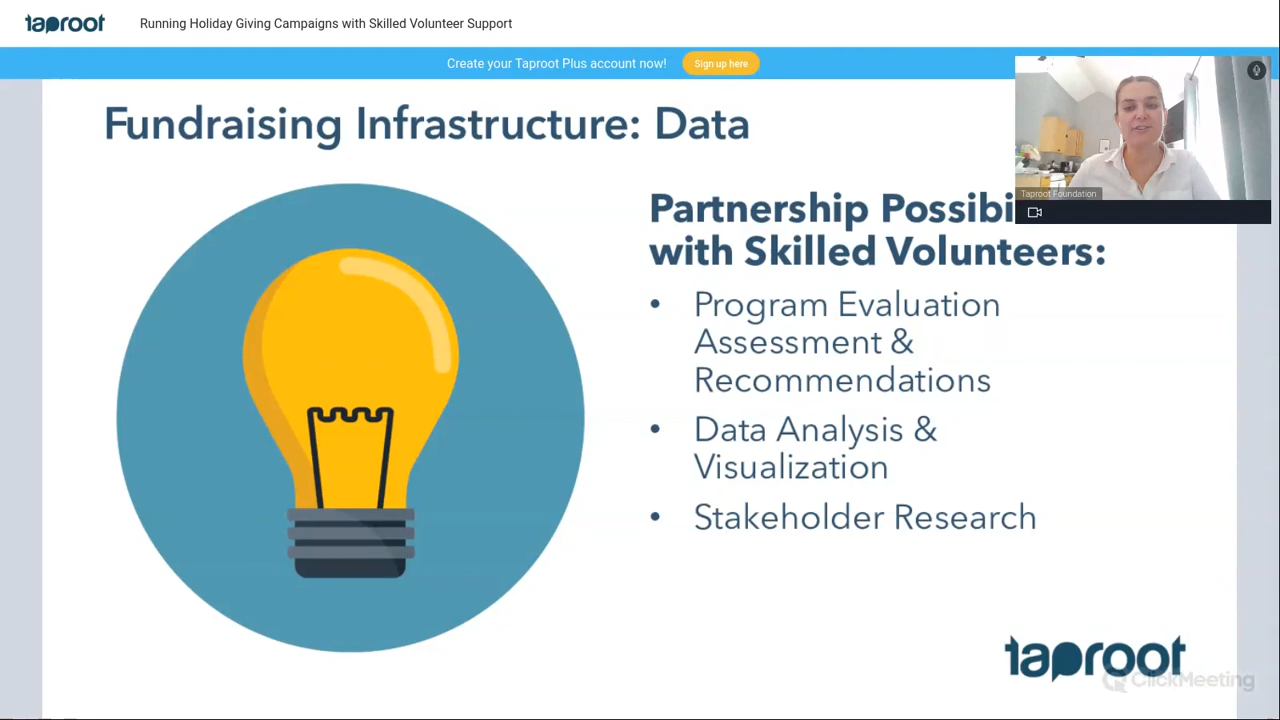 taproot
Running Holiday Giving Campaigns with Skilled Volunteer Support
Create your Taproot Plus account now!
Sign up here
Fundraising Infrastructure: Data
Taproot Foundation
Partnership Possibi
with Skilled Volunteers:
• Program Evaluation
Assessment &
Recommendations
• Data Analysis &
Visualization
• Stakeholder Research
taproot
ClickMeeting